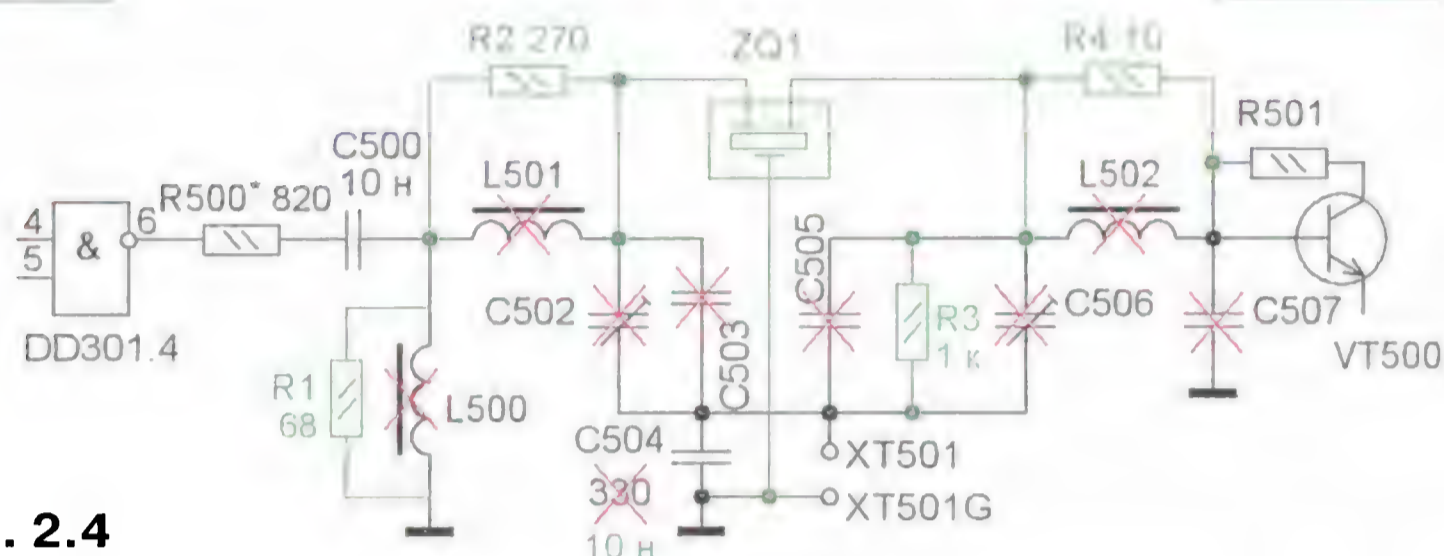 R2 270
ZQ1
R4 10
R501
C500
10 н
L501
L502
R500* 820
4
5
6
&
DD301.4
C502
C503
C505
R3
1 к
C506
C507
VT500
R1
68
L500
C504
330
10 н
XT501
XT501G
. 2.4